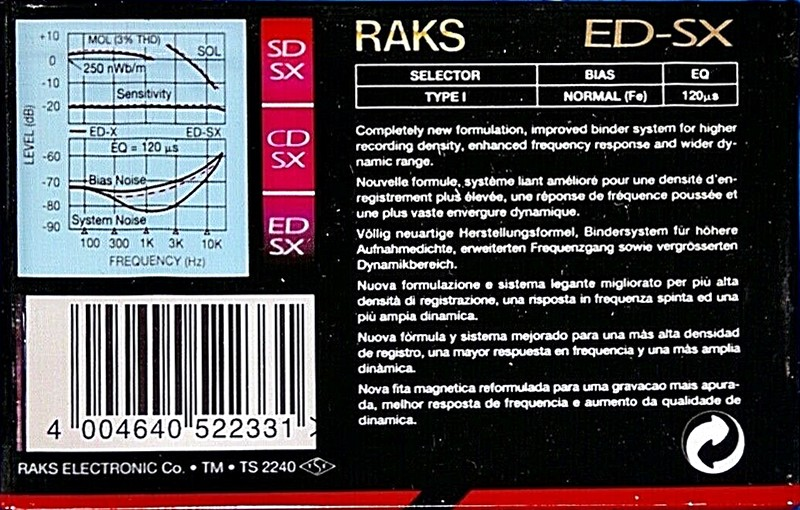 +10
0
-10
-20
-60
-70
-80
-90
LEVEL (dB)
MOL (3% THD)
SOL
250 nWb/m
Sensitivity
ED-X
ED-SX
EQ = 120 µs
Bias Noise
System Noise
100 300 1K 3K 10K
FREQUENCY (Hz)
SD
SX
CD
SX
ED
SX
RAKS ED-SX
SELECTOR BIAS EQ
TYPE I NORMAL (Fe) 120µs
Completely new formulation, improved binder system for higher
recording density, enhanced frequency response and wider dy-
namic range.
Nouvelle formule, système liant amélioré pour une densité d'en-
registrement plus élevée, une réponse de fréquence poussée et
une plus vaste envergure dynamique.
Völlig neuartige Herstellungsformel, Bindersystem für höhere
Aufnahmedichte, erweiterten Frequenzgang sowie vergrösserten
Dynamikbereich.
Nuova formulazione e sistema legante migliorato per più alta
densità di registrazione, una risposta in frequenza spinta ed una
più ampia dinamica.
Nuova fórmula y sistema mejorado para una màs alta densidad
de registro, una mayor respuesta en frequencia y una màs amplia
dinàmica.
Nova fita magnetica reformulada para uma gravacao mais apura-
da, melhor resposta de frequencia e aumento da qualidade de
dinamica.
4 004640 522331 >
RAKS ELECTRONIC Co. • TM • TS 2240 TSE